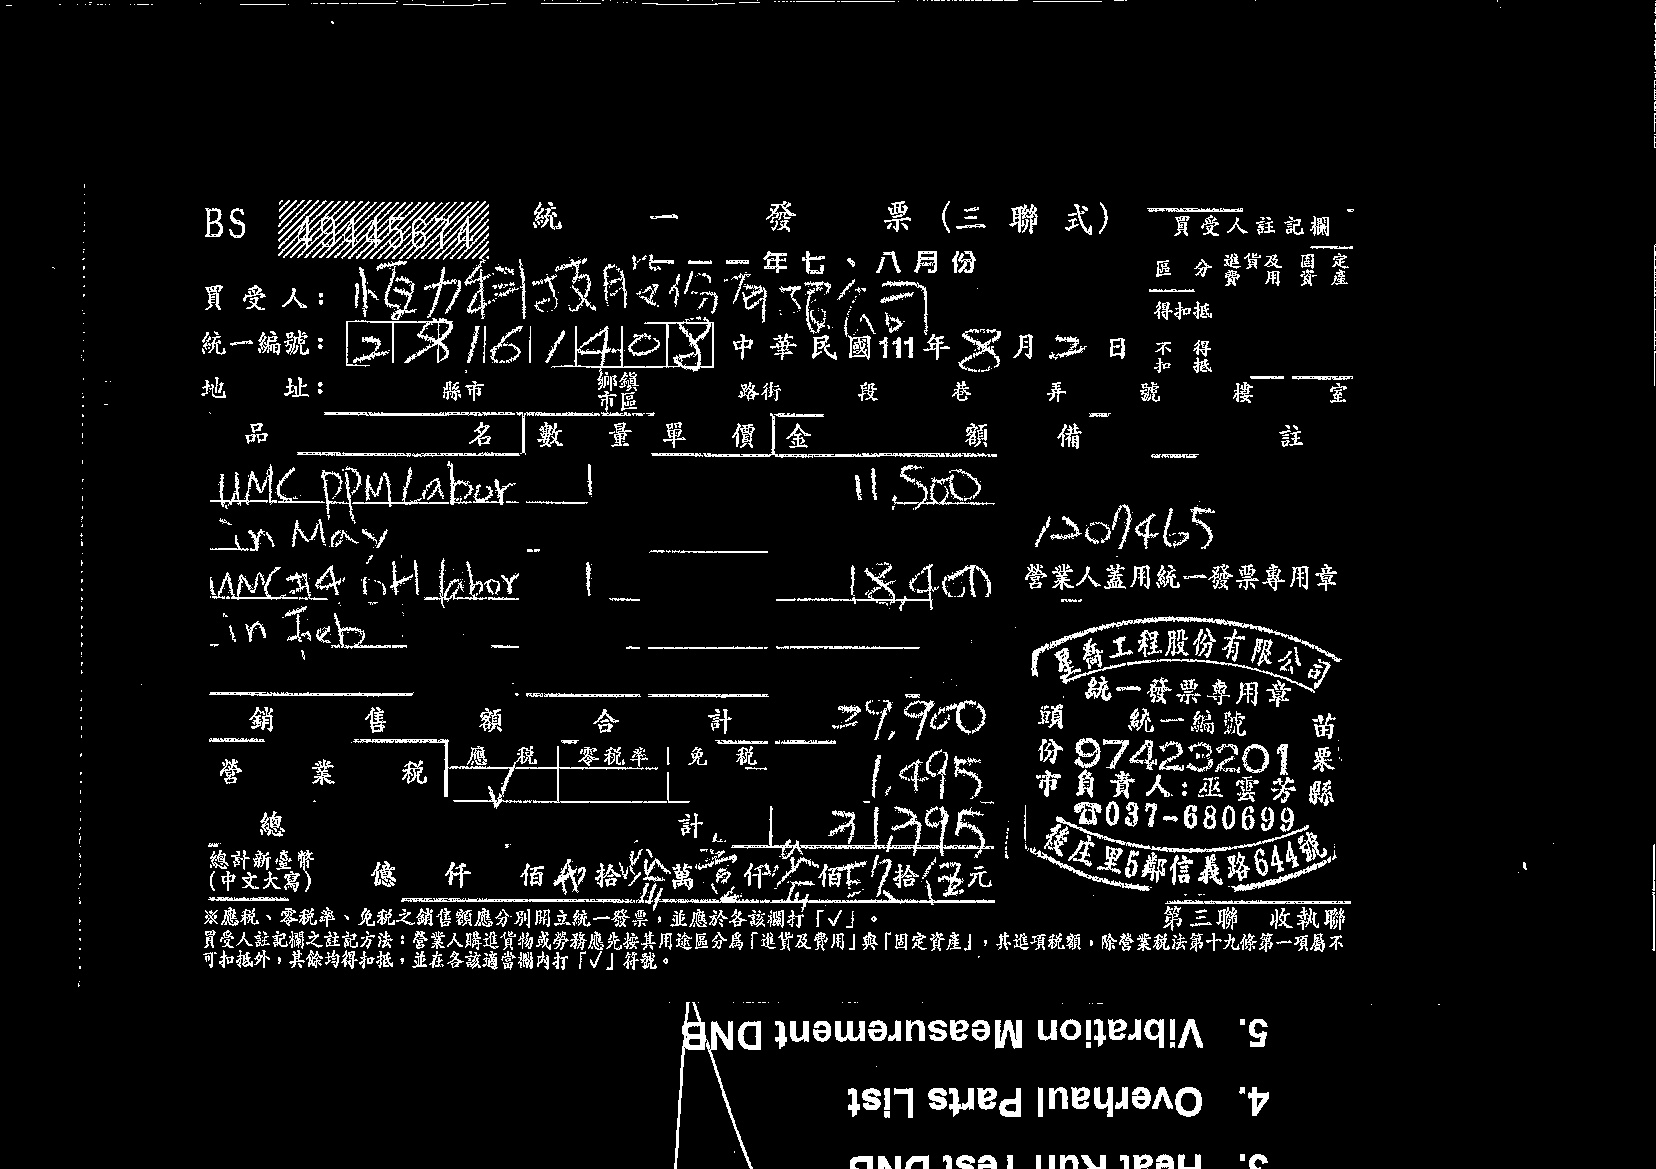 BS 49445674 統一發票(三聯式)
一一一年七、八月份
買受人註記欄
區分 進貨及費用 固定資產
得扣抵
不得扣抵
買受人：恒力科技股份有限公司
統一編號：28161408 中華民國111年8月2日
地址： 縣市 鄉鎮市區 路街 段 巷 弄 號 樓 室
品名 數量 單價 金額 備註
UMC PPM Labor 1 11,500
in May
1207465
UMC#4 labor 1 18,400
in Feb
營業人蓋用統一發票專用章
星喬工程股份有限公司
統一發票專用章
統一編號
97423201
負責人：巫雲芳
☎037-680699
苗栗縣
頭份市
後庄里5鄰信義路644號
銷售額合計 29,900
營業稅 應稅 √ 零稅率 免稅 1,495
總計 31,395
總計新臺幣
(中文大寫) 億 仟 佰 拾 萬 壹仟 佰 玖拾 伍元
※應稅、零稅率、免稅之銷售額應分別開立統一發票，並應於各該欄打「√」。
第三聯 收執聯
買受人註記欄之註記方法：營業人購進貨物或勞務應先按其用途區分為「進貨及費用」與「固定資產」，其進項稅額，除營業稅法第十九條第一項屬不
可扣抵外，其餘均得扣抵，並在各該適當欄內打「√」符號。
5. Vibration Measurement DNB
4. Overhaul Parts List
3. Heat Run Test DNB